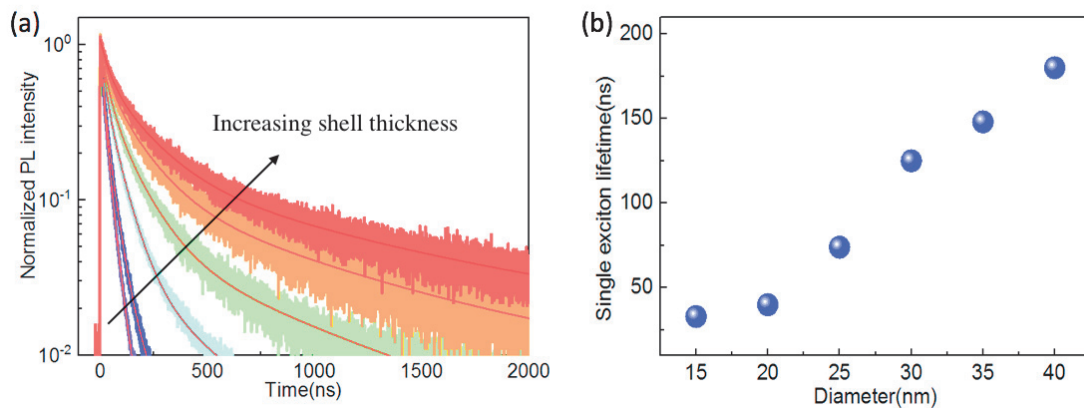 (a)
Normalized PL intensity
10⁰
10⁻¹
10⁻²
Increasing shell thickness
0
500
1000
1500
2000
Time(ns)
(b)
Single exciton lifetime(ns)
200
150
100
50
15
20
25
30
35
40
Diameter(nm)